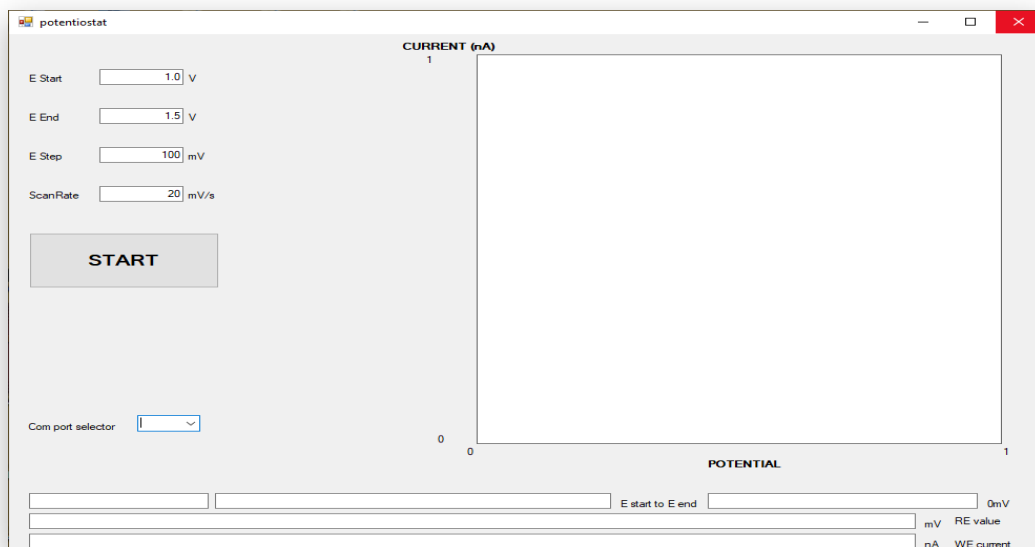 potentiostat
CURRENT (nA)
1
E Start 1.0 V
E End 1.5 V
E Step 100 mV
ScanRate 20 mV/s
START
Com port selector
0
0 1
POTENTIAL
E start to E end 0mV
mV RE value
nA WE current